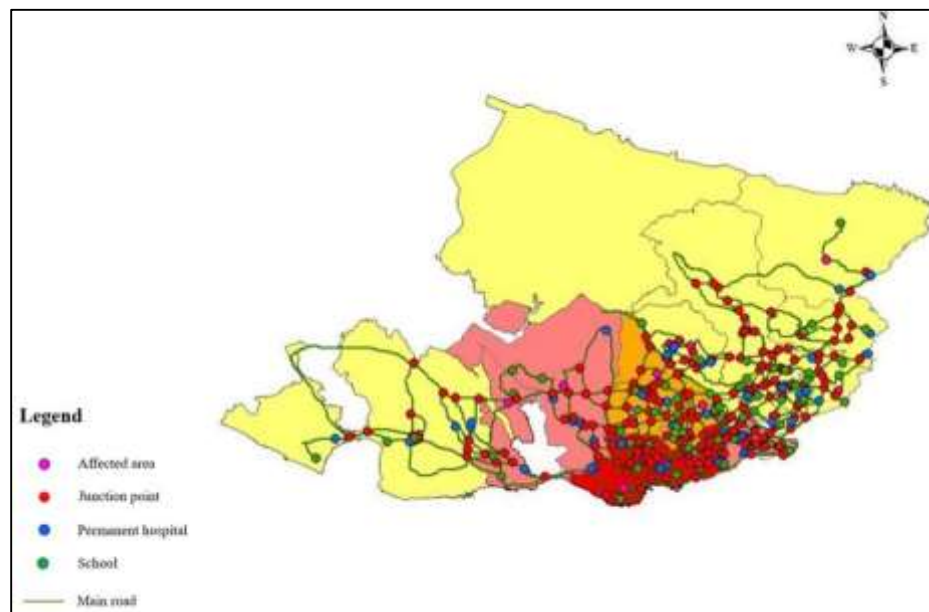 N
W E
S
Legend
Affected area
Junction point
Permanent hospital
School
Main road